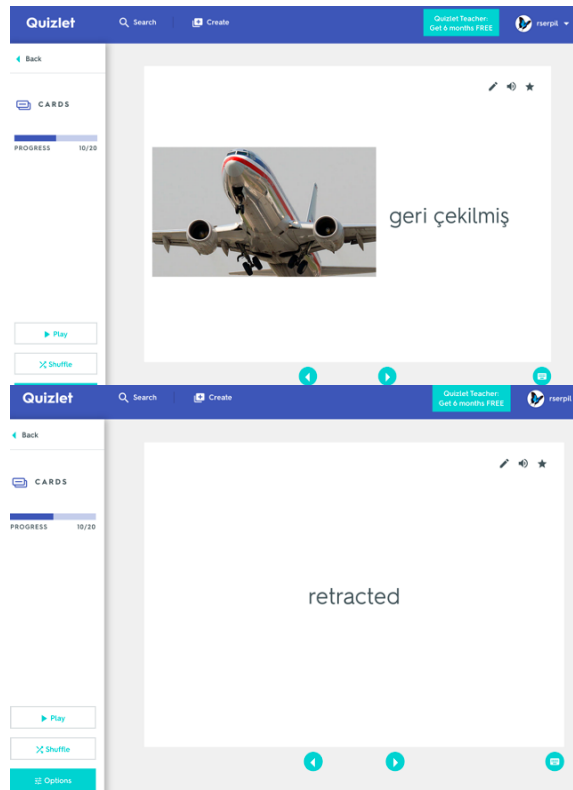 Quizlet
Search
Create
Quizlet Teacher:
Get 6 months FREE
rserpil
Back
CARDS
PROGRESS 10/20
geri çekilmiş
Play
Shuffle
Quizlet
Search
Create
Quizlet Teacher:
Get 6 months FREE
rserpil
Back
CARDS
PROGRESS 10/20
retracted
Play
Shuffle
Options